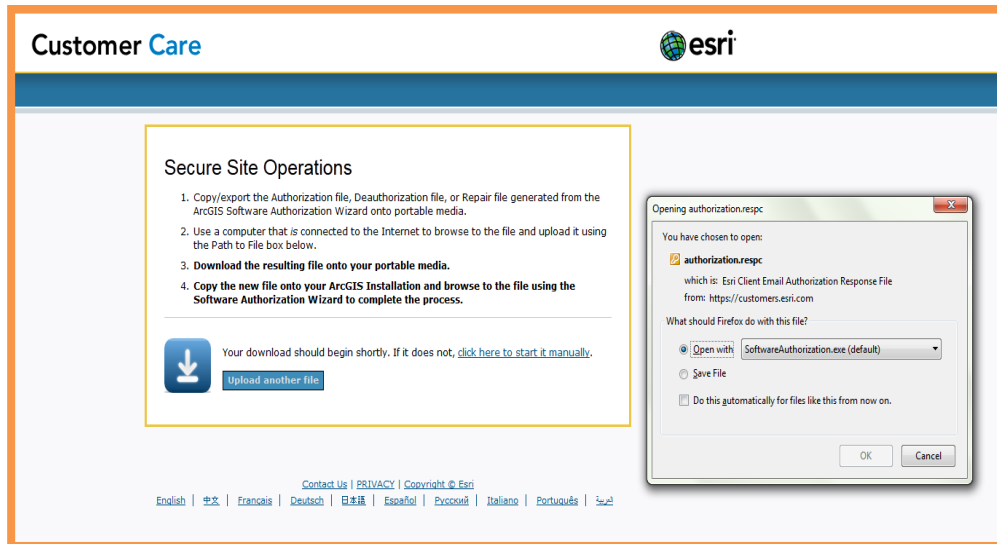 Customer Care
esri
Secure Site Operations
1. Copy/export the Authorization file, Deauthorization file, or Repair file generated from the
ArcGIS Software Authorization Wizard onto portable media.
2. Use a computer that is connected to the Internet to browse to the file and upload it using
the Path to File box below.
3. Download the resulting file onto your portable media.
4. Copy the new file onto your ArcGIS Installation and browse to the file using the
Software Authorization Wizard to complete the process.
Your download should begin shortly. If it does not, click here to start it manually.
Upload another file
Contact Us | PRIVACY | Copyright © Esri
English | 中文 | Français | Deutsch | 日本語 | Español | Русский | Italiano | Português | العربية
Opening authorization.respc
You have chosen to open:
authorization.respc
which is: Esri Client Email Authorization Response File
from: https://customers.esri.com
What should Firefox do with this file?
Open with SoftwareAuthorization.exe (default)
Save File
Do this automatically for files like this from now on.
OK Cancel